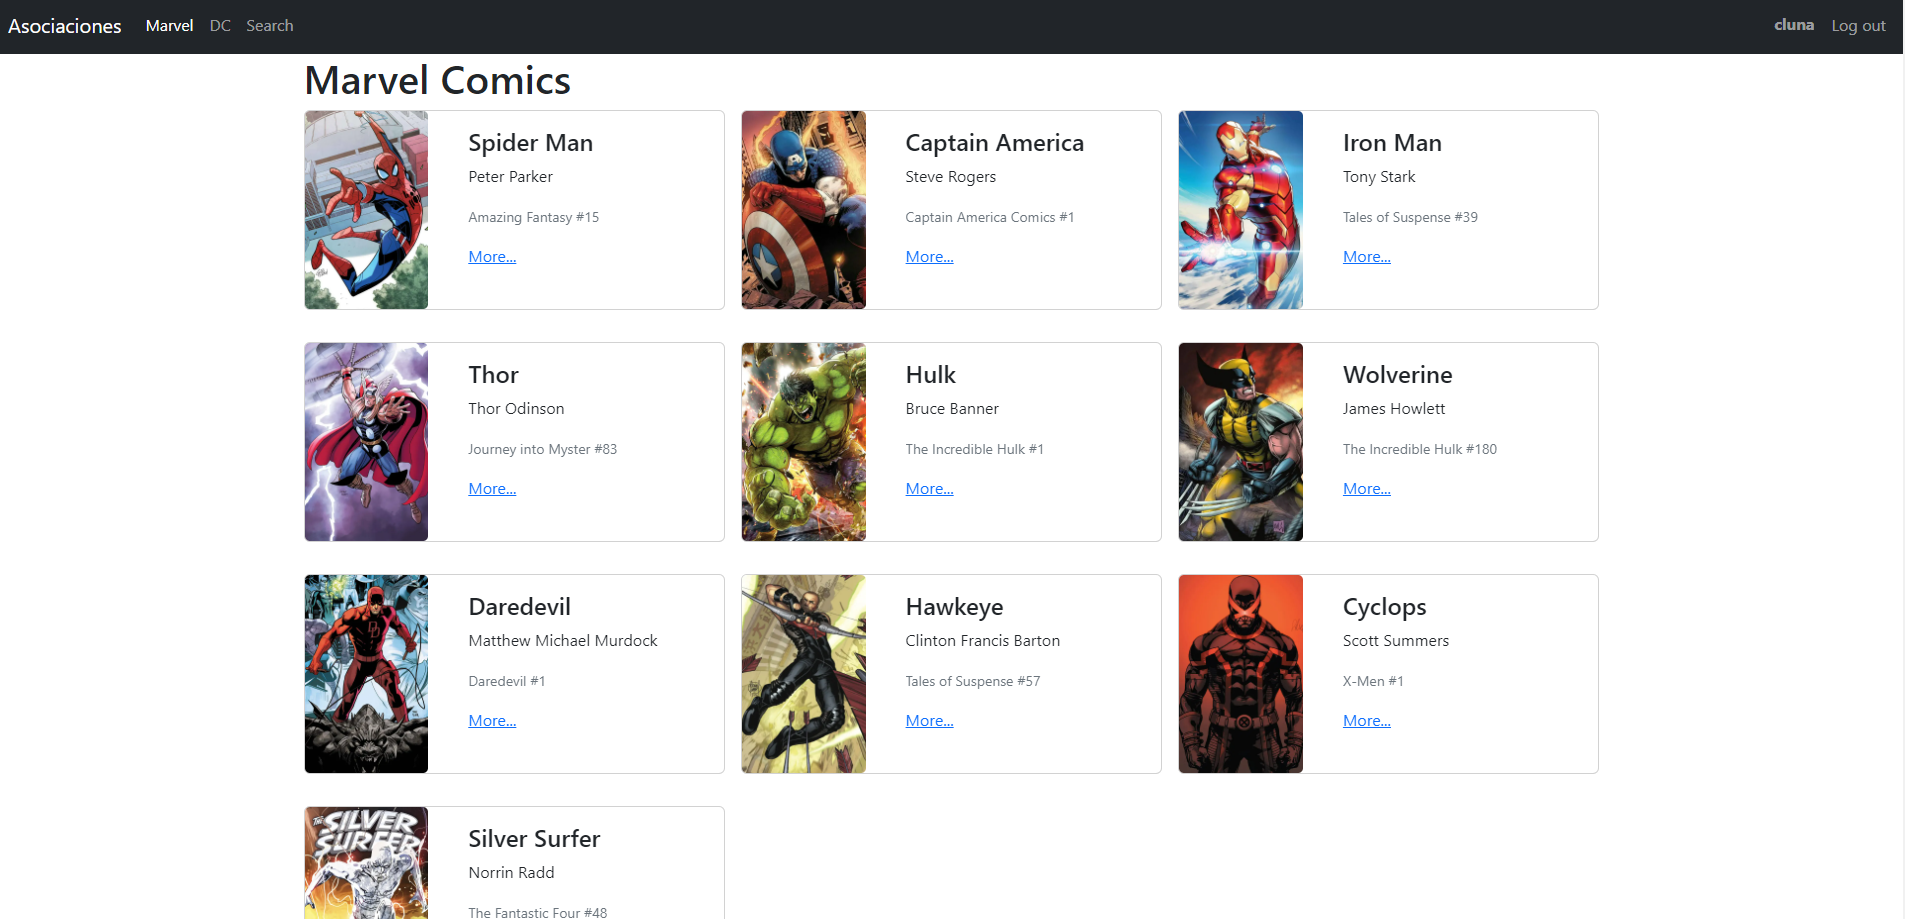 Asociaciones Marvel DC Search cluna Log out
Marvel Comics
Spider Man
Peter Parker
Amazing Fantasy #15
More...
Captain America
Steve Rogers
Captain America Comics #1
More...
Iron Man
Tony Stark
Tales of Suspense #39
More...
Thor
Thor Odinson
Journey into Myster #83
More...
Hulk
Bruce Banner
The Incredible Hulk #1
More...
Wolverine
James Howlett
The Incredible Hulk #180
More...
Daredevil
Matthew Michael Murdock
Daredevil #1
More...
Hawkeye
Clinton Francis Barton
Tales of Suspense #57
More...
Cyclops
Scott Summers
X-Men #1
More...
THE SILVER
SURFER
Silver Surfer
Norrin Radd
The Fantastic Four #48